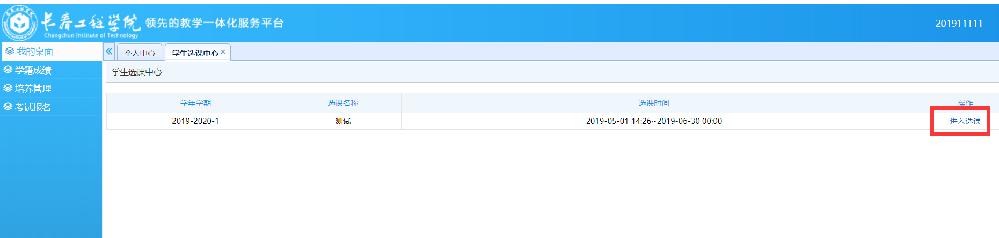 长春工程学院 领先的教学一体化服务平台
Changchun Institute of Technology
201911111
我的桌面
学籍成绩
培养管理
考试报名
个人中心 学生选课中心
学生选课中心
学年学期 选课名称 选课时间 操作
2019-2020-1 测试 2019-05-01 14:26~2019-06-30 00:00 进入选课